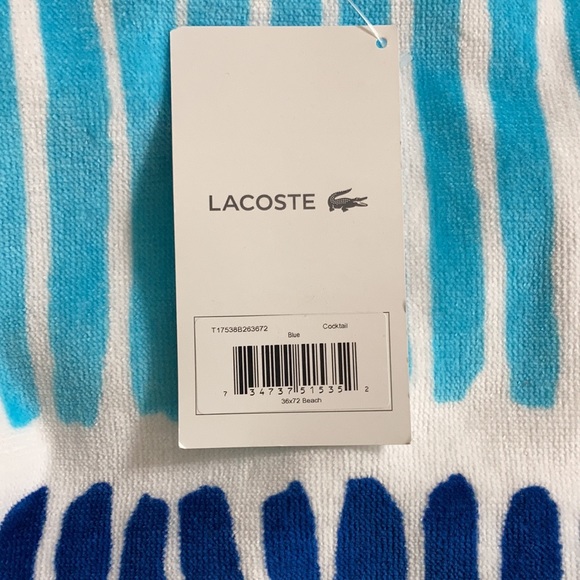 LACOSTE
T17538B263672 Blue Cocktail
7 34737 51535 2
36x72 Beach